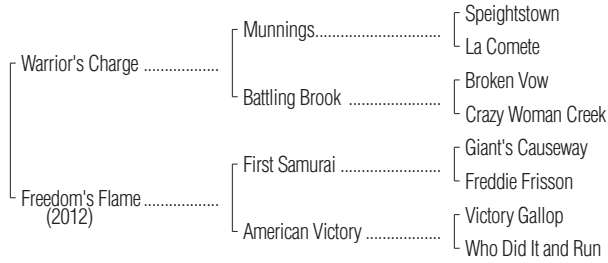 Speightstown
Munnings
La Comete
Warrior's Charge
Broken Vow
Battling Brook
Crazy Woman Creek
Giant's Causeway
First Samurai
Freddie Frisson
Freedom's Flame
(2012)
Victory Gallop
American Victory
Who Did It and Run